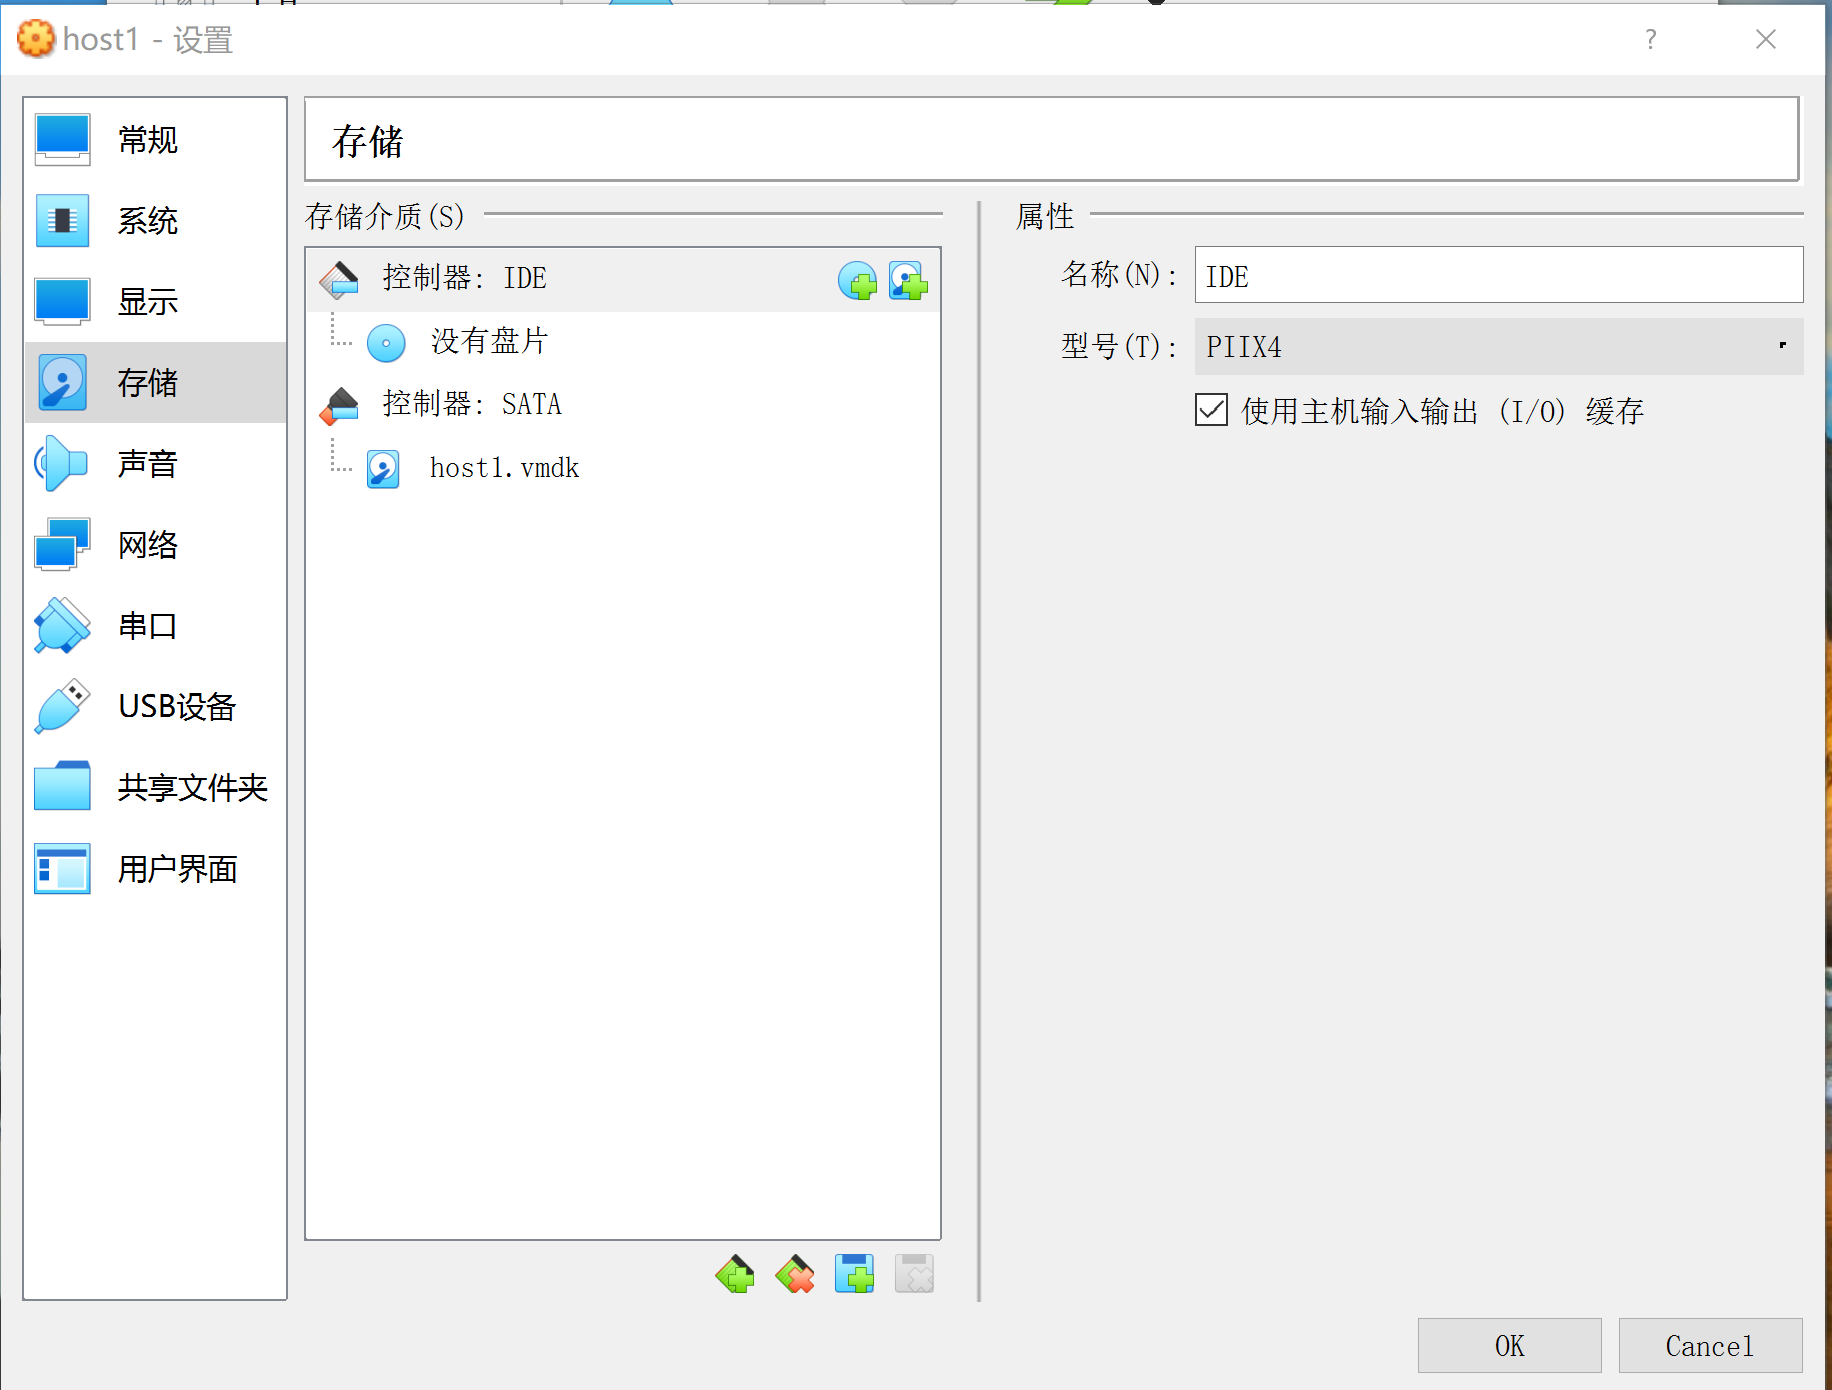 host1 - 设置
?
常规
系统
显示
存储
声音
网络
串口
USB设备
共享文件夹
用户界面
存储
存储介质(S)
控制器: IDE
没有盘片
控制器: SATA
host1.vmdk
属性
名称(N): IDE
型号(T): PIIX4
使用主机输入输出 (I/O) 缓存
OK
Cancel